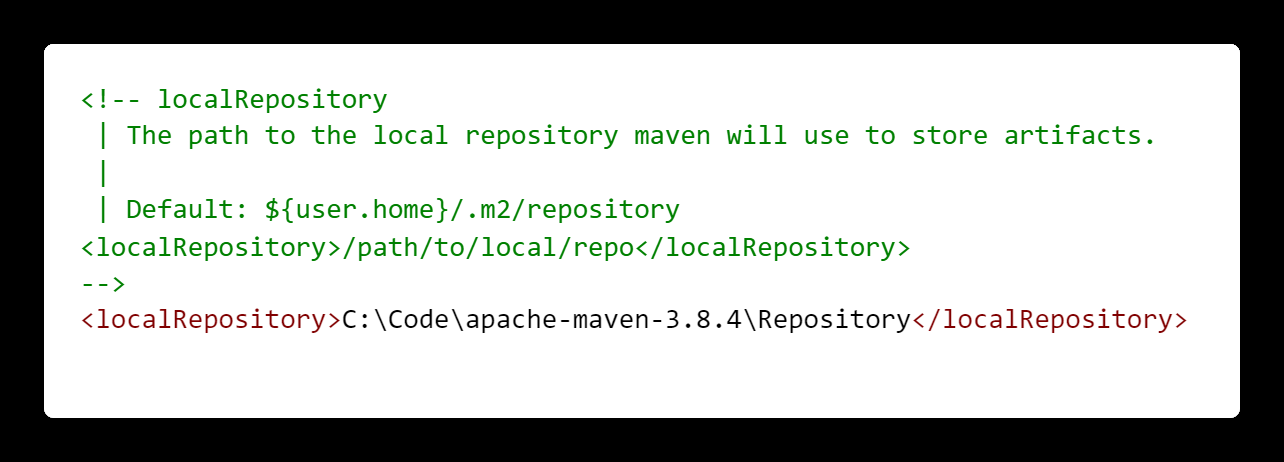 <!-- localRepository
 | The path to the local repository maven will use to store artifacts.
 |
 | Default: ${user.home}/.m2/repository
<localRepository>/path/to/local/repo</localRepository>
-->
<localRepository>C:\Code\apache-maven-3.8.4\Repository</localRepository>